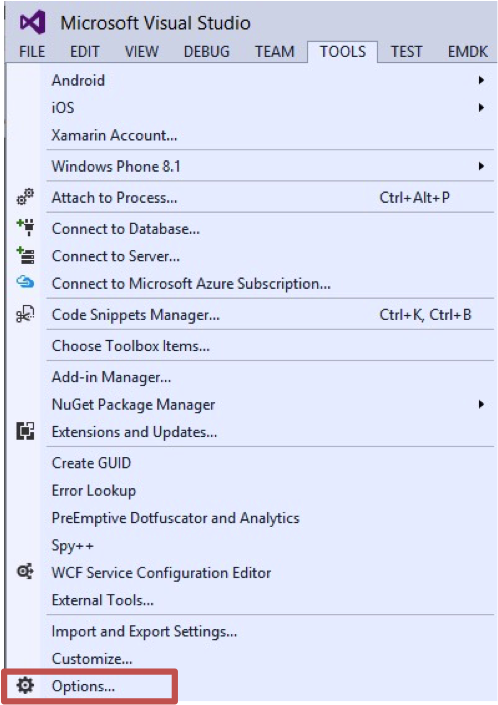 Microsoft Visual Studio
FILE EDIT VIEW DEBUG TEAM TOOLS TEST EMDK
Android
iOS
Xamarin Account...
Windows Phone 8.1
Attach to Process... Ctrl+Alt+P
Connect to Database...
Connect to Server...
Connect to Microsoft Azure Subscription...
Code Snippets Manager... Ctrl+K, Ctrl+B
Choose Toolbox Items...
Add-in Manager...
NuGet Package Manager
Extensions and Updates...
Create GUID
Error Lookup
PreEmptive Dotfuscator and Analytics
Spy++
WCF Service Configuration Editor
External Tools...
Import and Export Settings...
Customize...
Options...